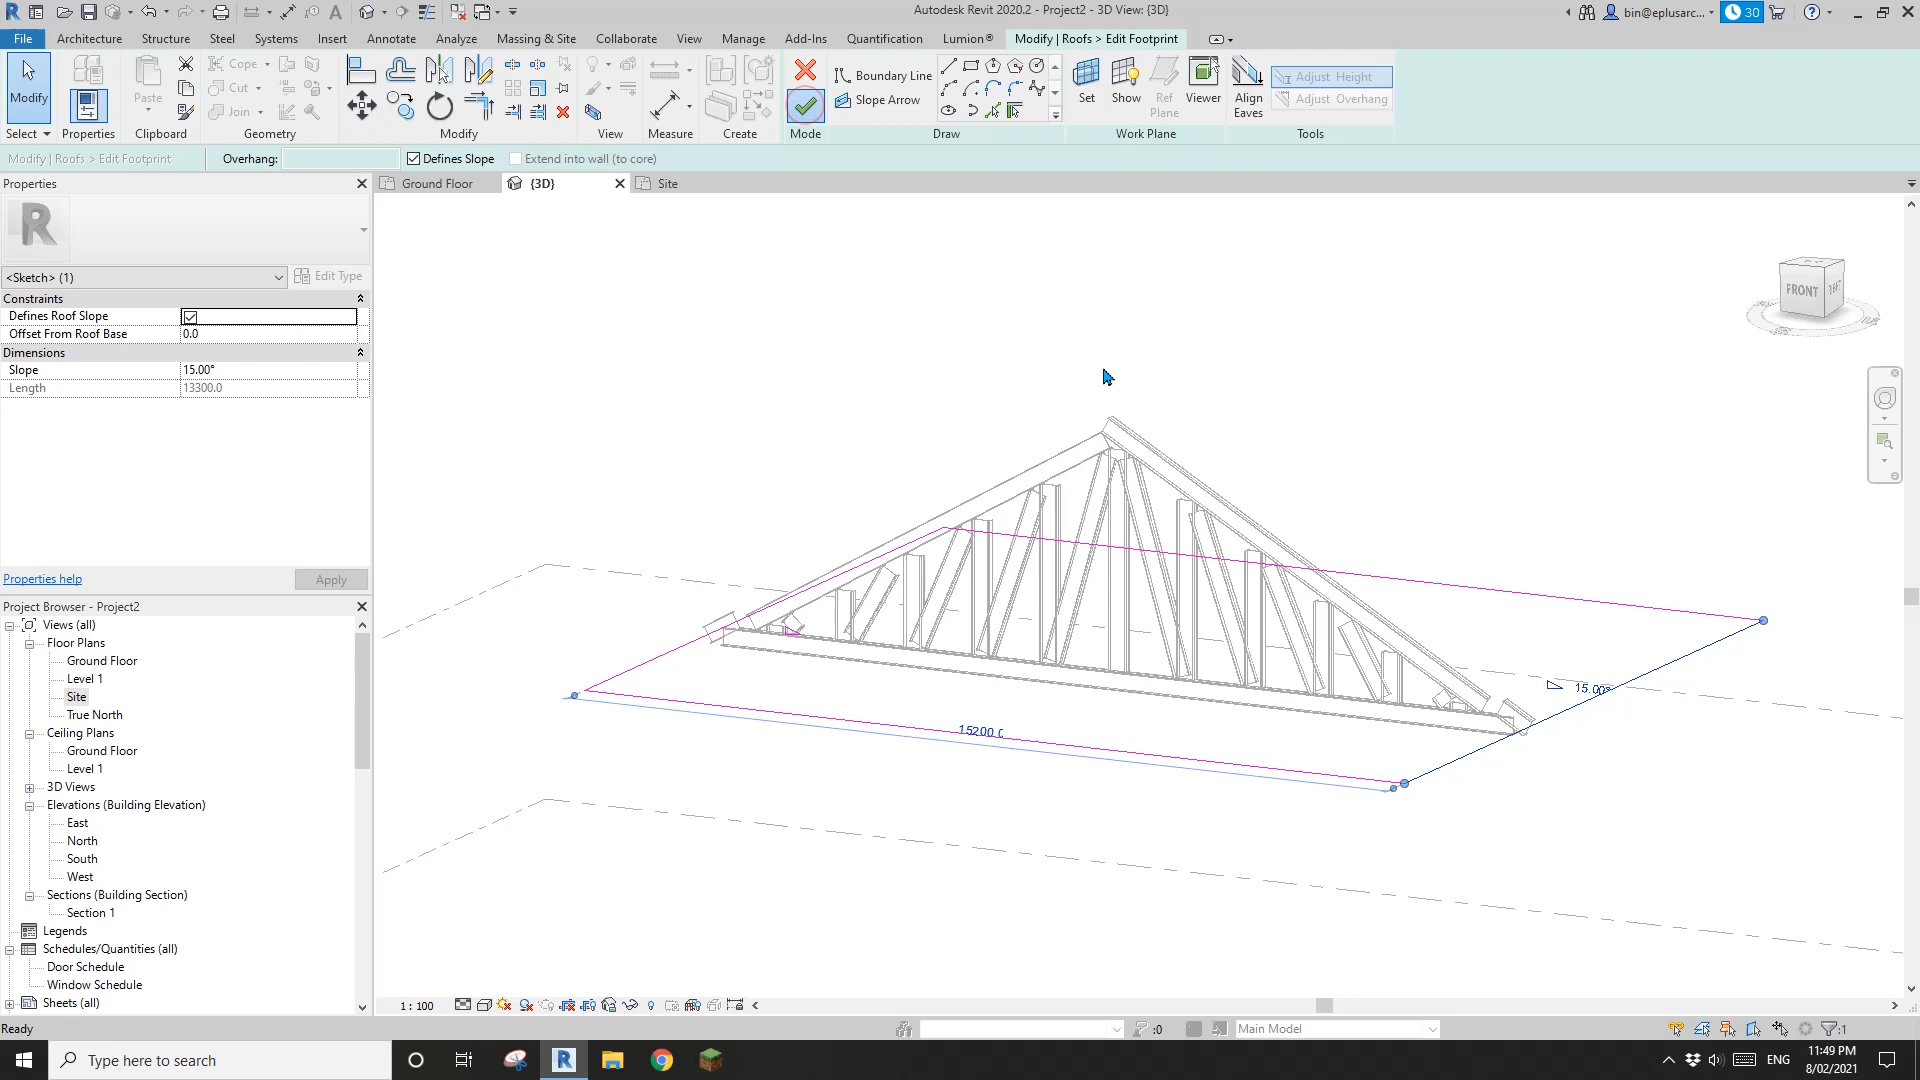 Autodesk Revit 2020.2 - Project2 - 3D View: {3D}
bin@eplusarc...
30
File Architecture Structure Steel Systems Insert Annotate Analyze Massing & Site Collaborate View Manage Add-Ins Quantification Lumion® Modify | Roofs > Edit Footprint
Modify
Paste
Cope
Cut
Join
Boundary Line
Slope Arrow
Set
Show
Ref
Plane
Viewer
Align
Eaves
Adjust Height
Adjust Overhang
Select
Properties
Clipboard
Geometry
Modify
View
Measure
Create
Mode
Draw
Work Plane
Tools
Modify | Roofs > Edit Footprint
Overhang:
Defines Slope
Extend into wall (to core)
Properties
Ground Floor
{3D}
Site
R
<Sketch> (1)
Edit Type
Constraints
Defines Roof Slope
Offset From Roof Base 0.0
Dimensions
Slope 15.00°
Length 13300.0
Properties help
Apply
Project Browser - Project2
Views (all)
Floor Plans
Ground Floor
Level 1
Site
True North
Ceiling Plans
Ground Floor
Level 1
3D Views
Elevations (Building Elevation)
East
North
South
West
Sections (Building Section)
Section 1
Legends
Schedules/Quantities (all)
Door Schedule
Window Schedule
Sheets (all)
FRONT
15.00°
15200.0
1 : 100
Ready
:0
Main Model
:1
Type here to search
ENG
11:49 PM
8/02/2021